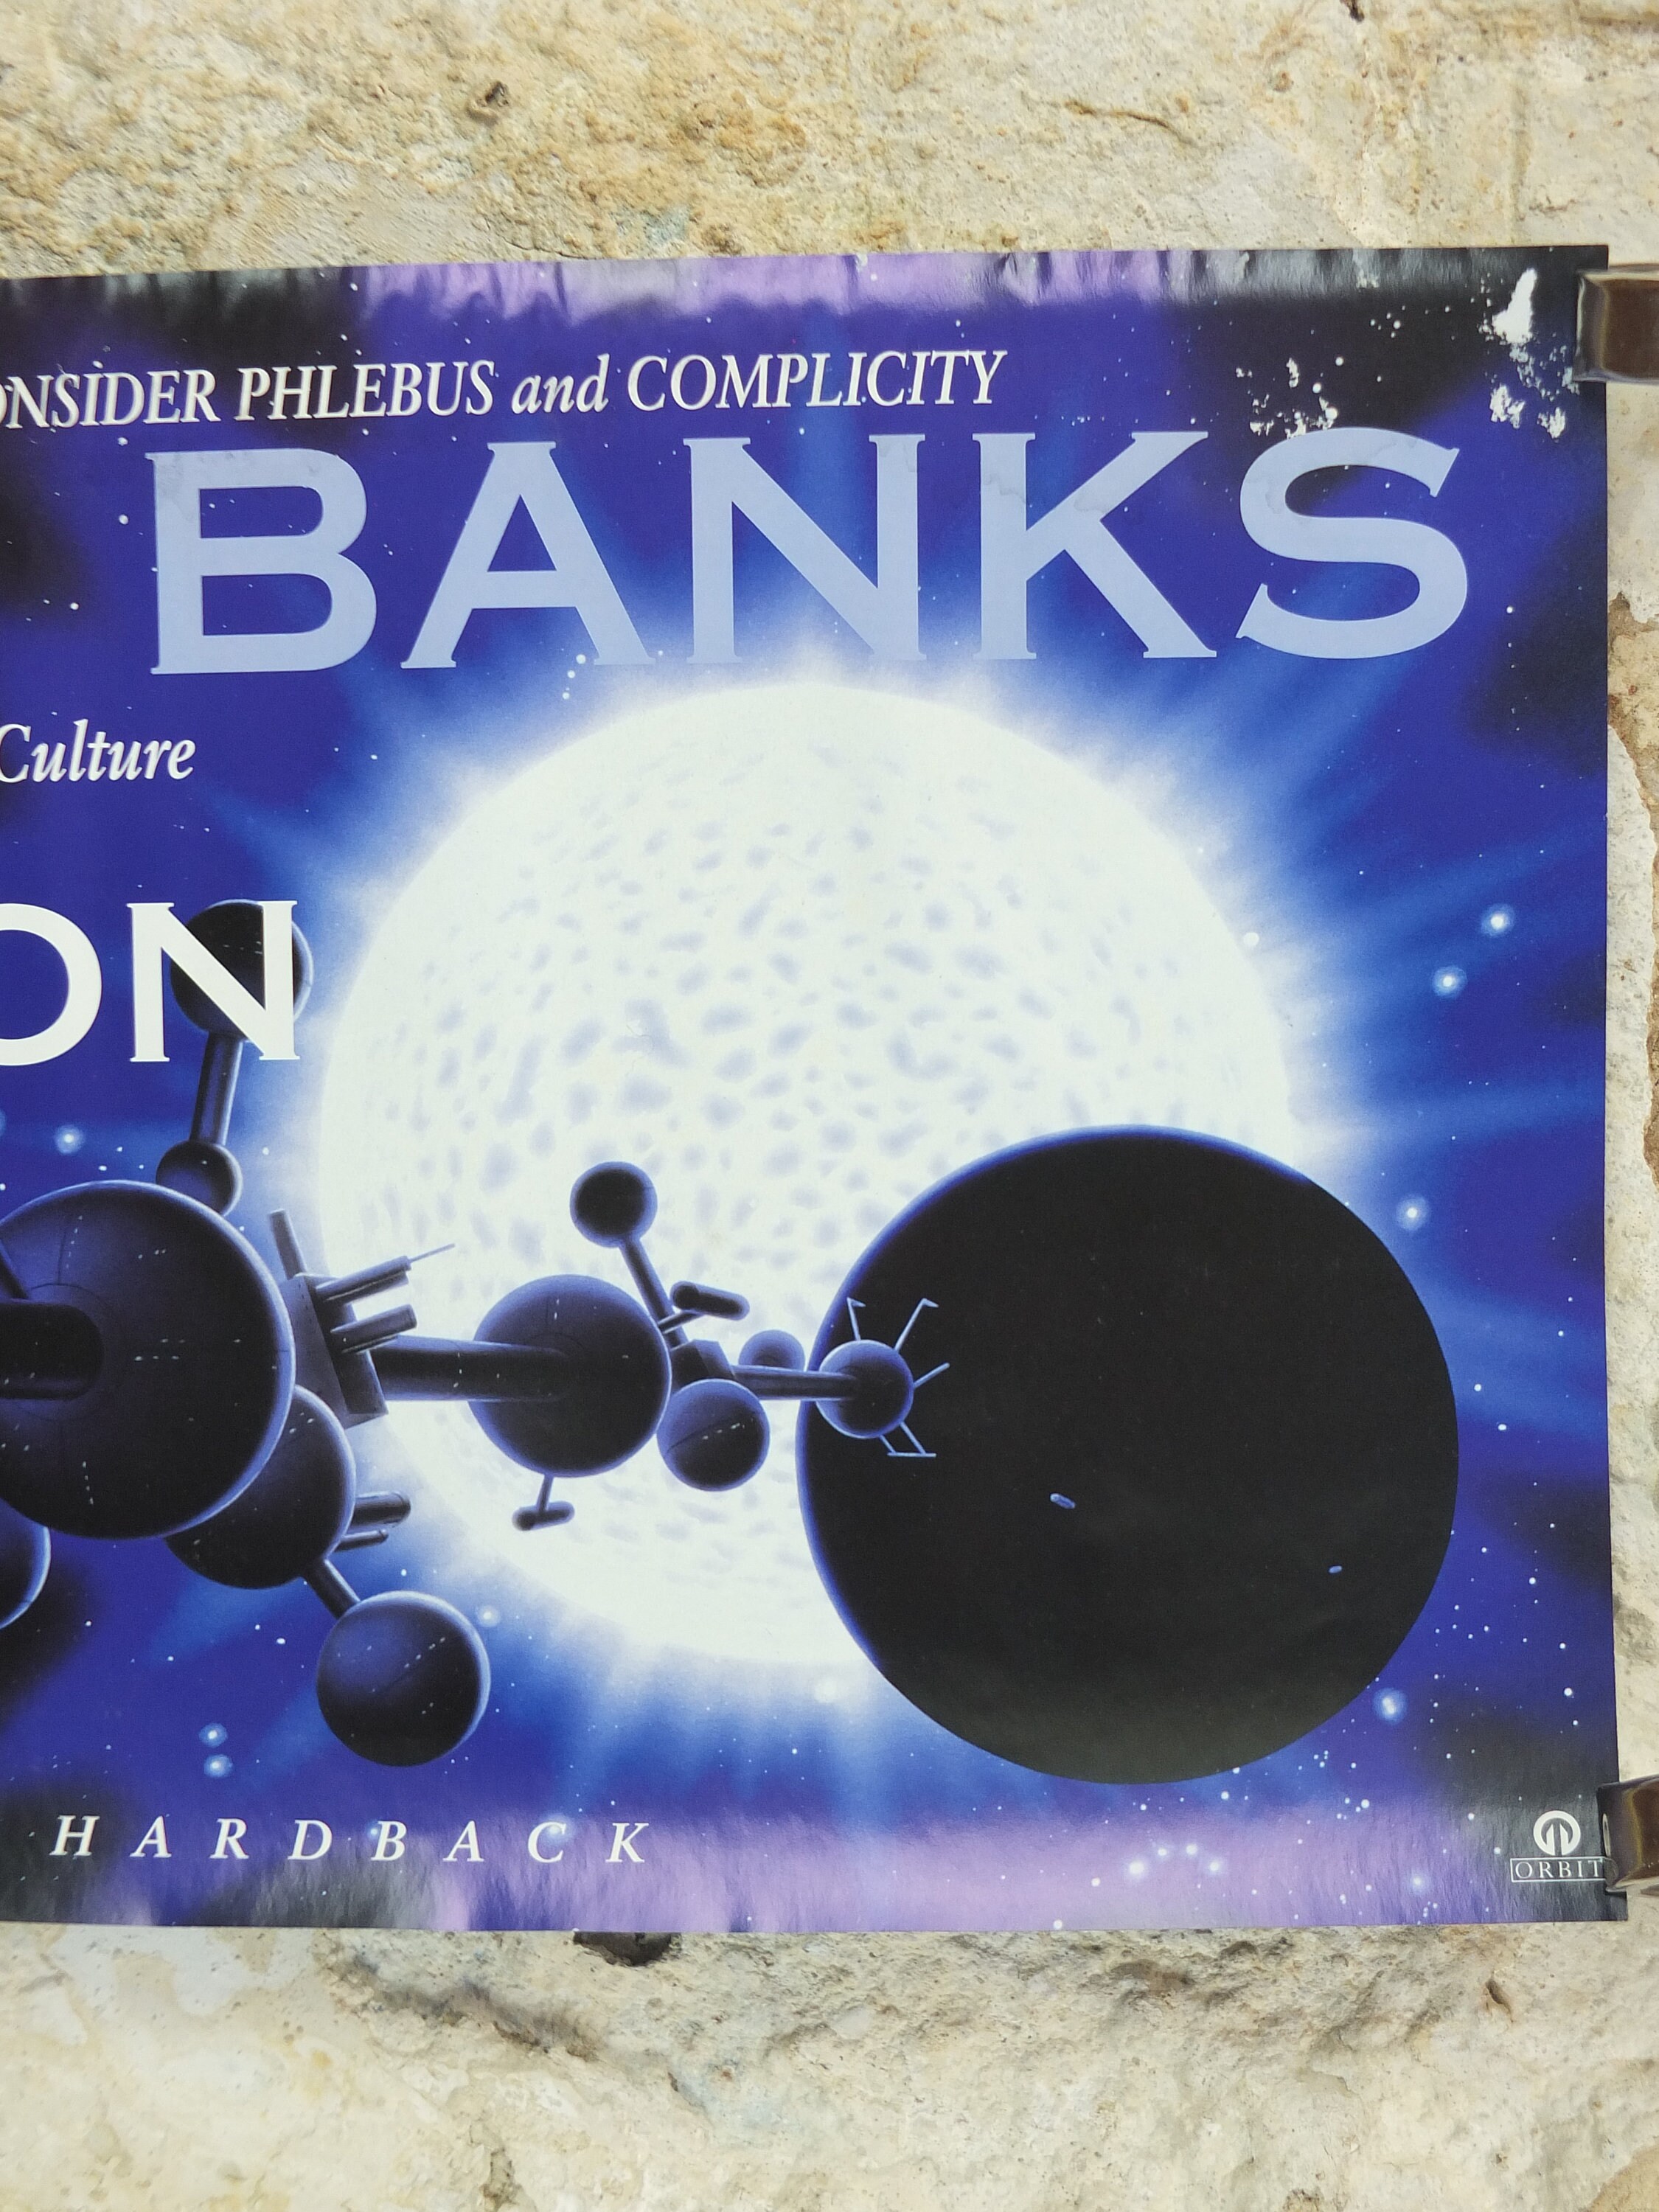 ONSIDER PHLEBUS and COMPLICITY
BANKS
Culture
ON
HARDBACK
ORBIT